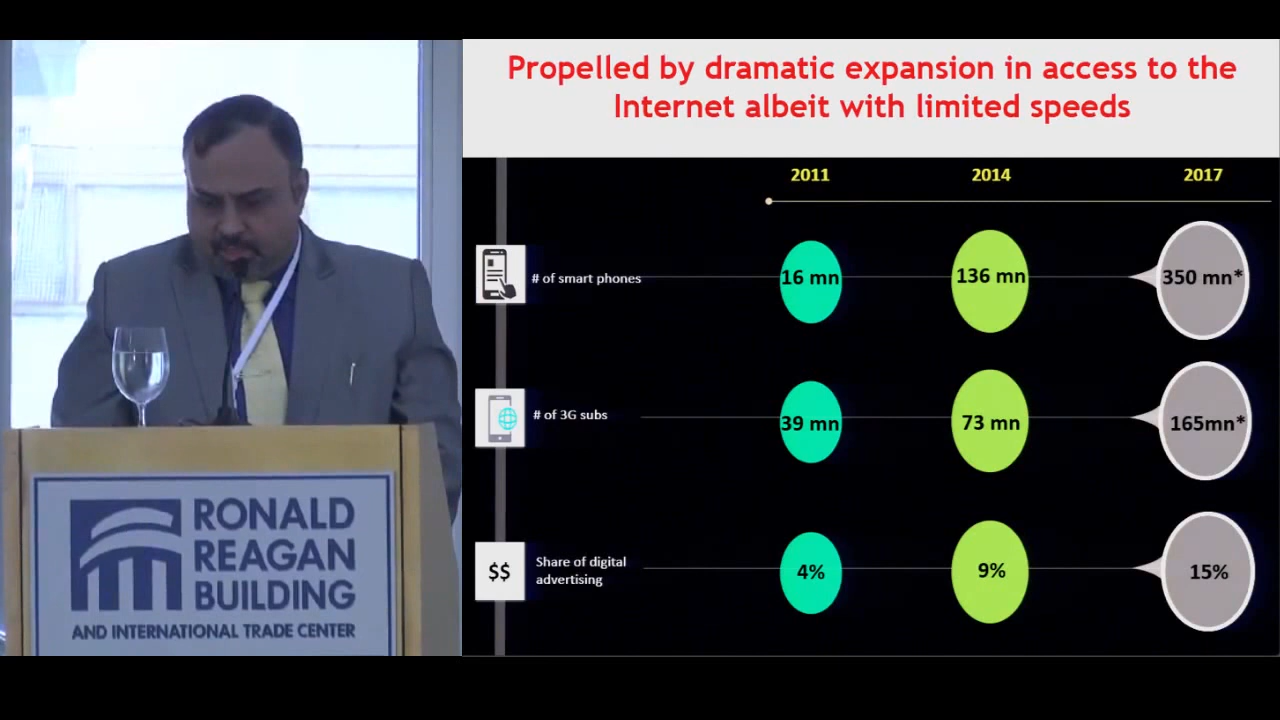 Propelled by dramatic expansion in access to the
Internet albeit with limited speeds
2011 2014 2017
# of smart phones 16 mn 136 mn 350 mn*
# of 3G subs 39 mn 73 mn 165mn*
$$ Share of digital
advertising 4% 9% 15%
RONALD
REAGAN
BUILDING
AND INTERNATIONAL TRADE CENTER